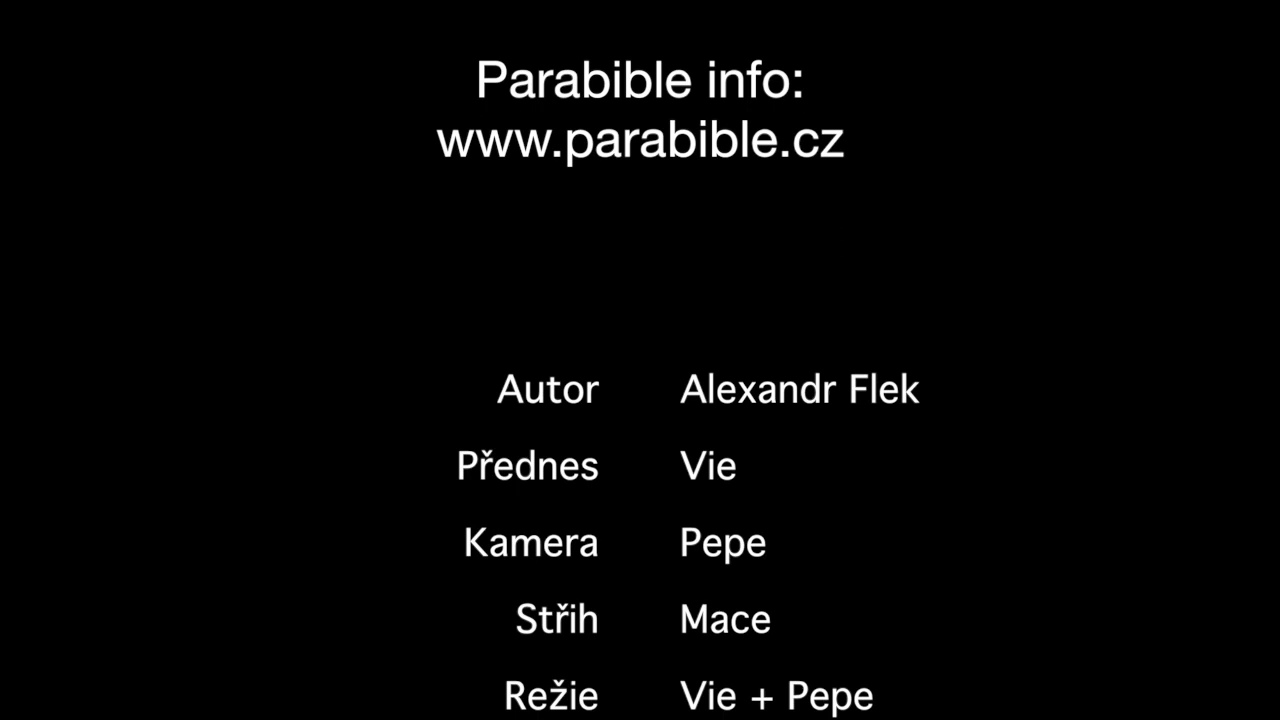 Parabible info:
www.parabible.cz
Autor Alexandr Flek
Přednes Vie
Kamera Pepe
Střih Mace
Režie Vie + Pepe